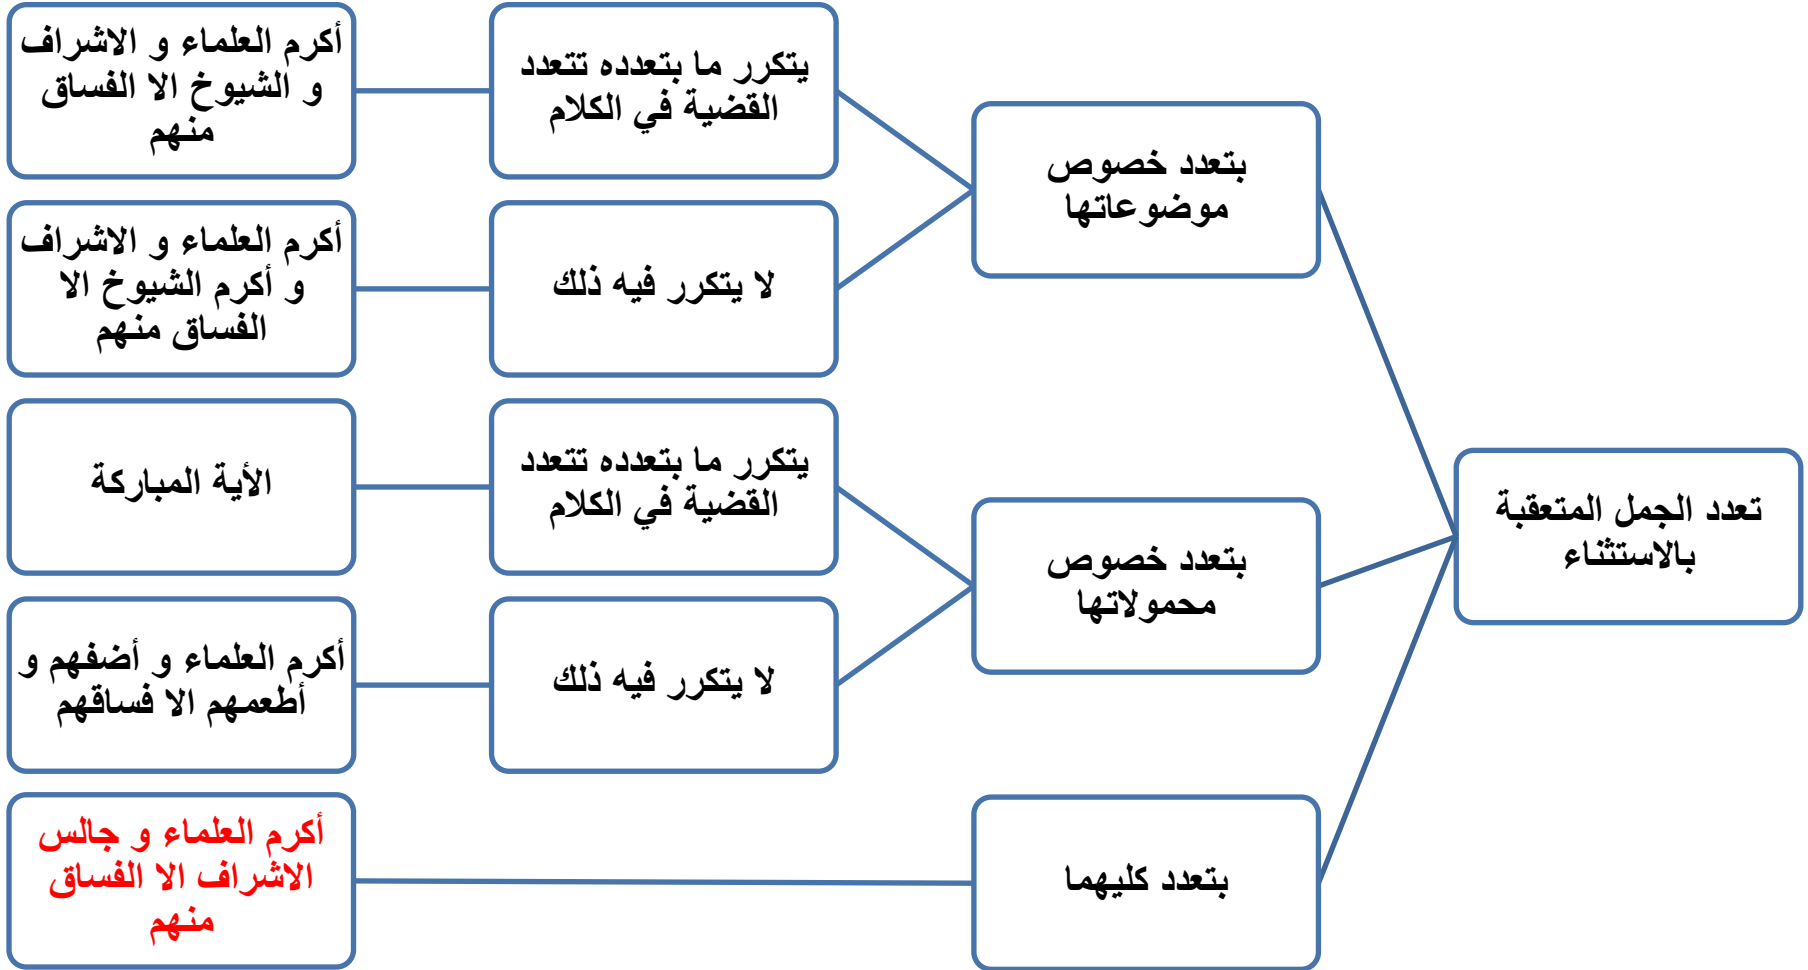 تعدد الجمل المتعقبة
بالاستثناء
بتعدد خصوص
موضوعاتها
يتكرر ما بتعدده تتعدد
القضية في الكلام
أكرم العلماء و الاشراف
و الشيوخ الا الفساق
منهم
لا يتكرر فيه ذلك
أكرم العلماء و الاشراف
و أكرم الشيوخ الا
الفساق منهم
بتعدد خصوص
محمولاتها
يتكرر ما بتعدده تتعدد
القضية في الكلام
الأية المباركة
لا يتكرر فيه ذلك
أكرم العلماء و أضفهم و
أطعمهم الا فساقهم
بتعدد كليهما
أكرم العلماء و جالس
الاشراف الا الفساق
منهم